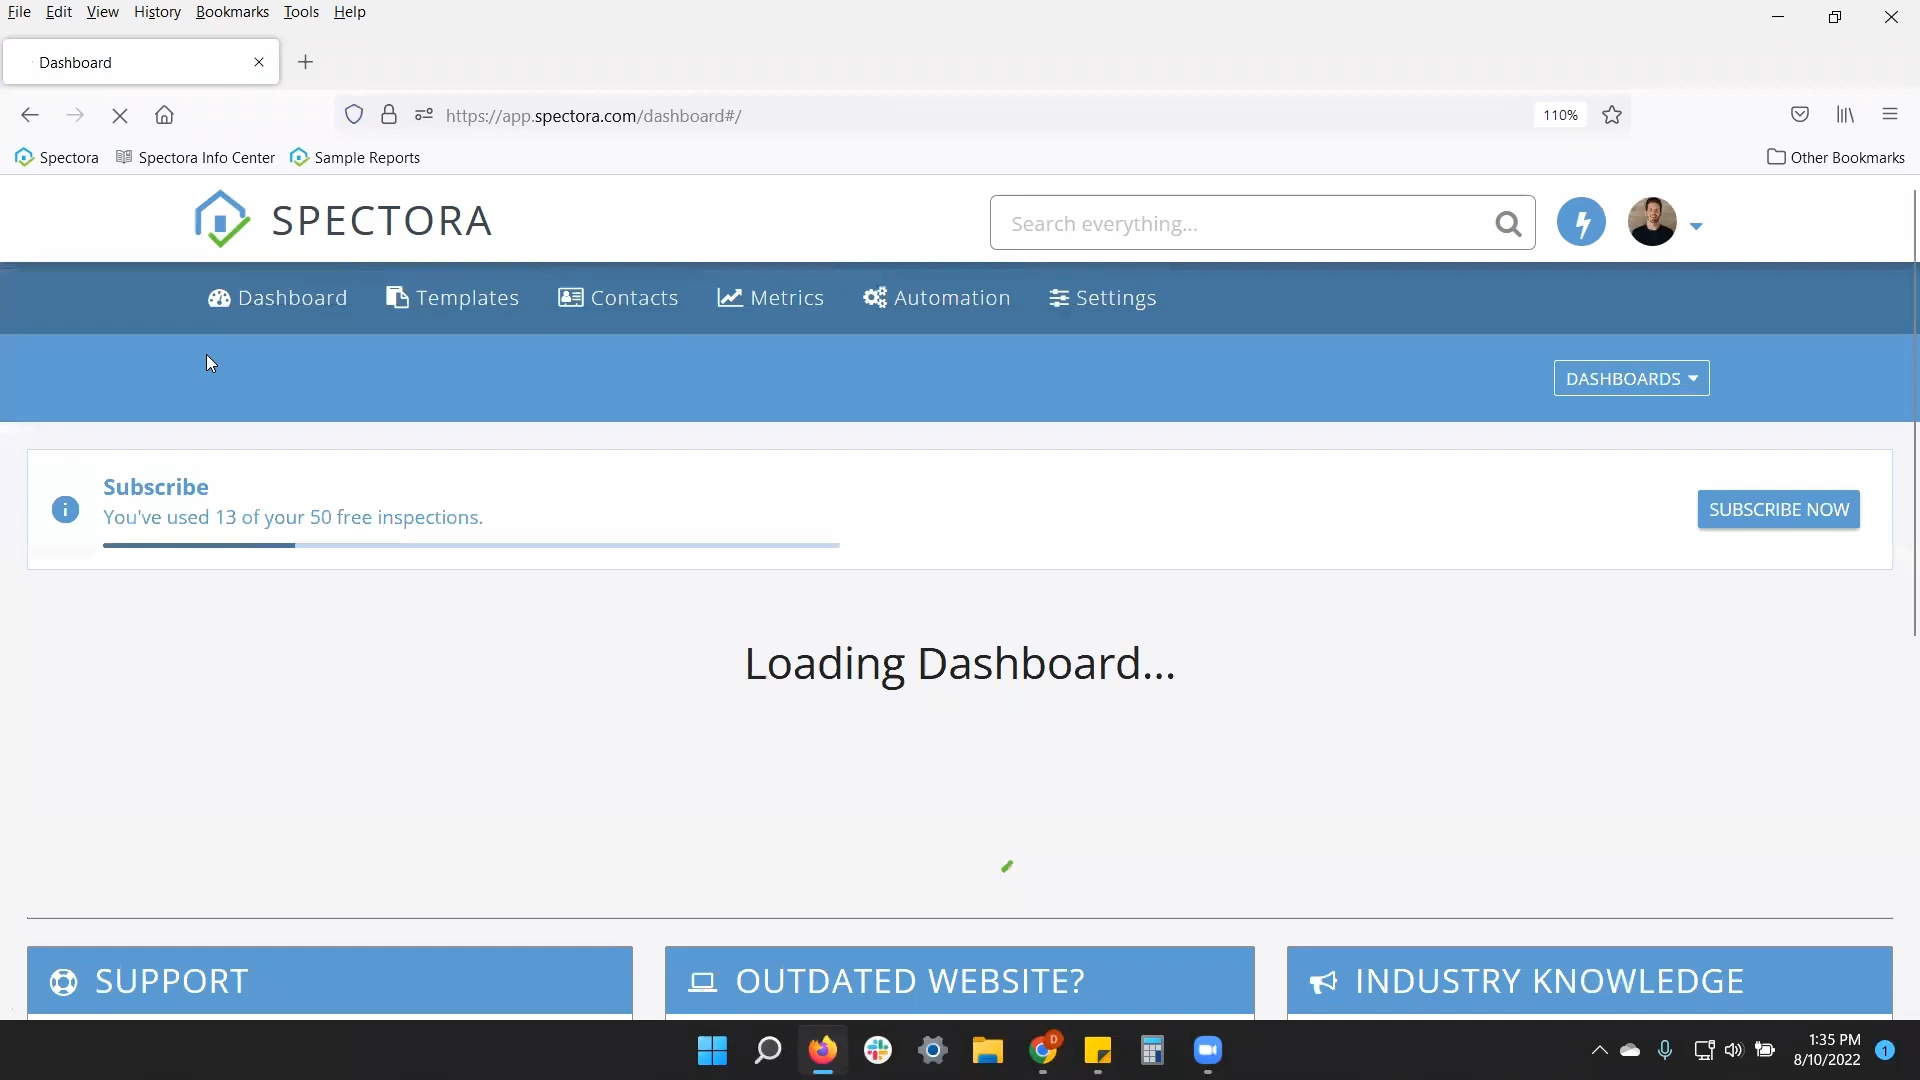 File Edit View History Bookmarks Tools Help
Dashboard
https://app.spectora.com/dashboard#/
110%
Spectora Spectora Info Center Sample Reports Other Bookmarks
SPECTORA
Search everything...
Dashboard Templates Contacts Metrics Automation Settings
DASHBOARDS
Subscribe
You've used 13 of your 50 free inspections.
SUBSCRIBE NOW
Loading Dashboard...
SUPPORT OUTDATED WEBSITE? INDUSTRY KNOWLEDGE
D
1:35 PM
8/10/2022
1